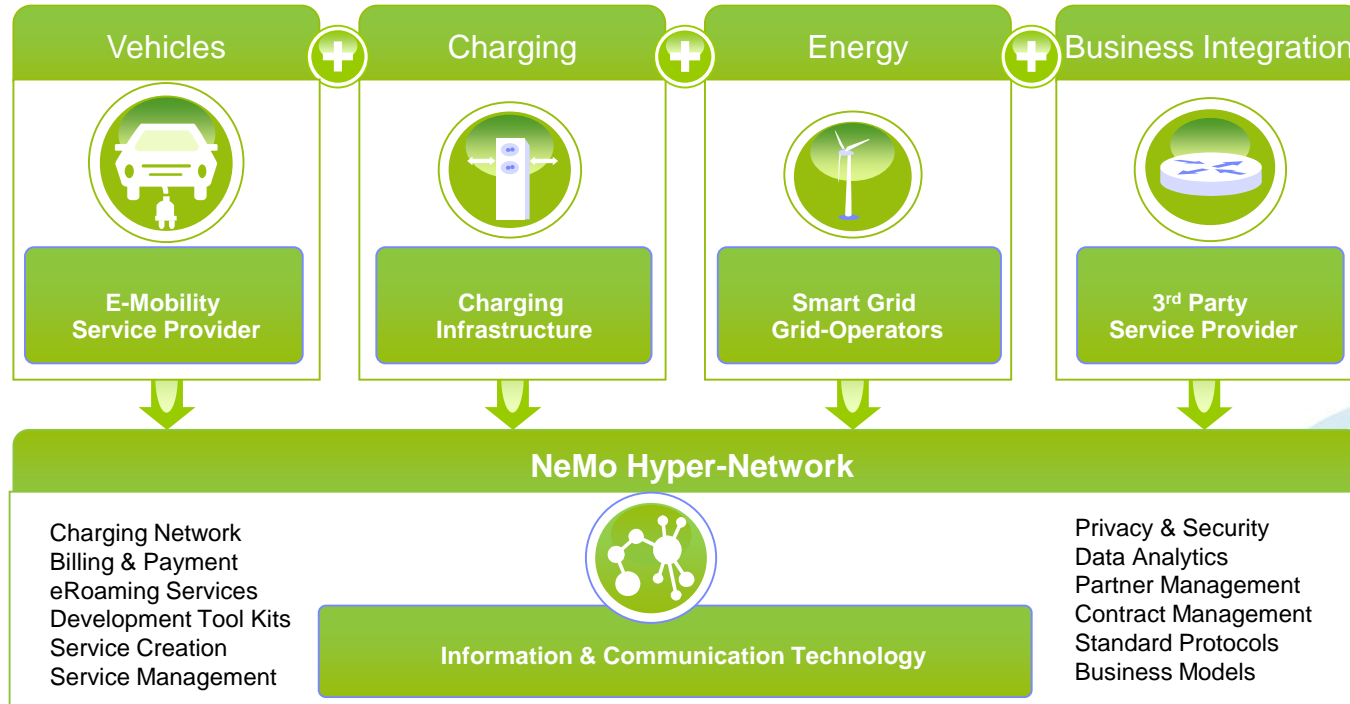 Vehicles
Charging
Energy
Business Integration
E-Mobility
Service Provider
Charging
Infrastructure
Smart Grid
Grid-Operators
3rd Party
Service Provider
NeMo Hyper-Network
Charging Network
Billing & Payment
eRoaming Services
Development Tool Kits
Service Creation
Service Management
Information & Communication Technology
Privacy & Security
Data Analytics
Partner Management
Contract Management
Standard Protocols
Business Models